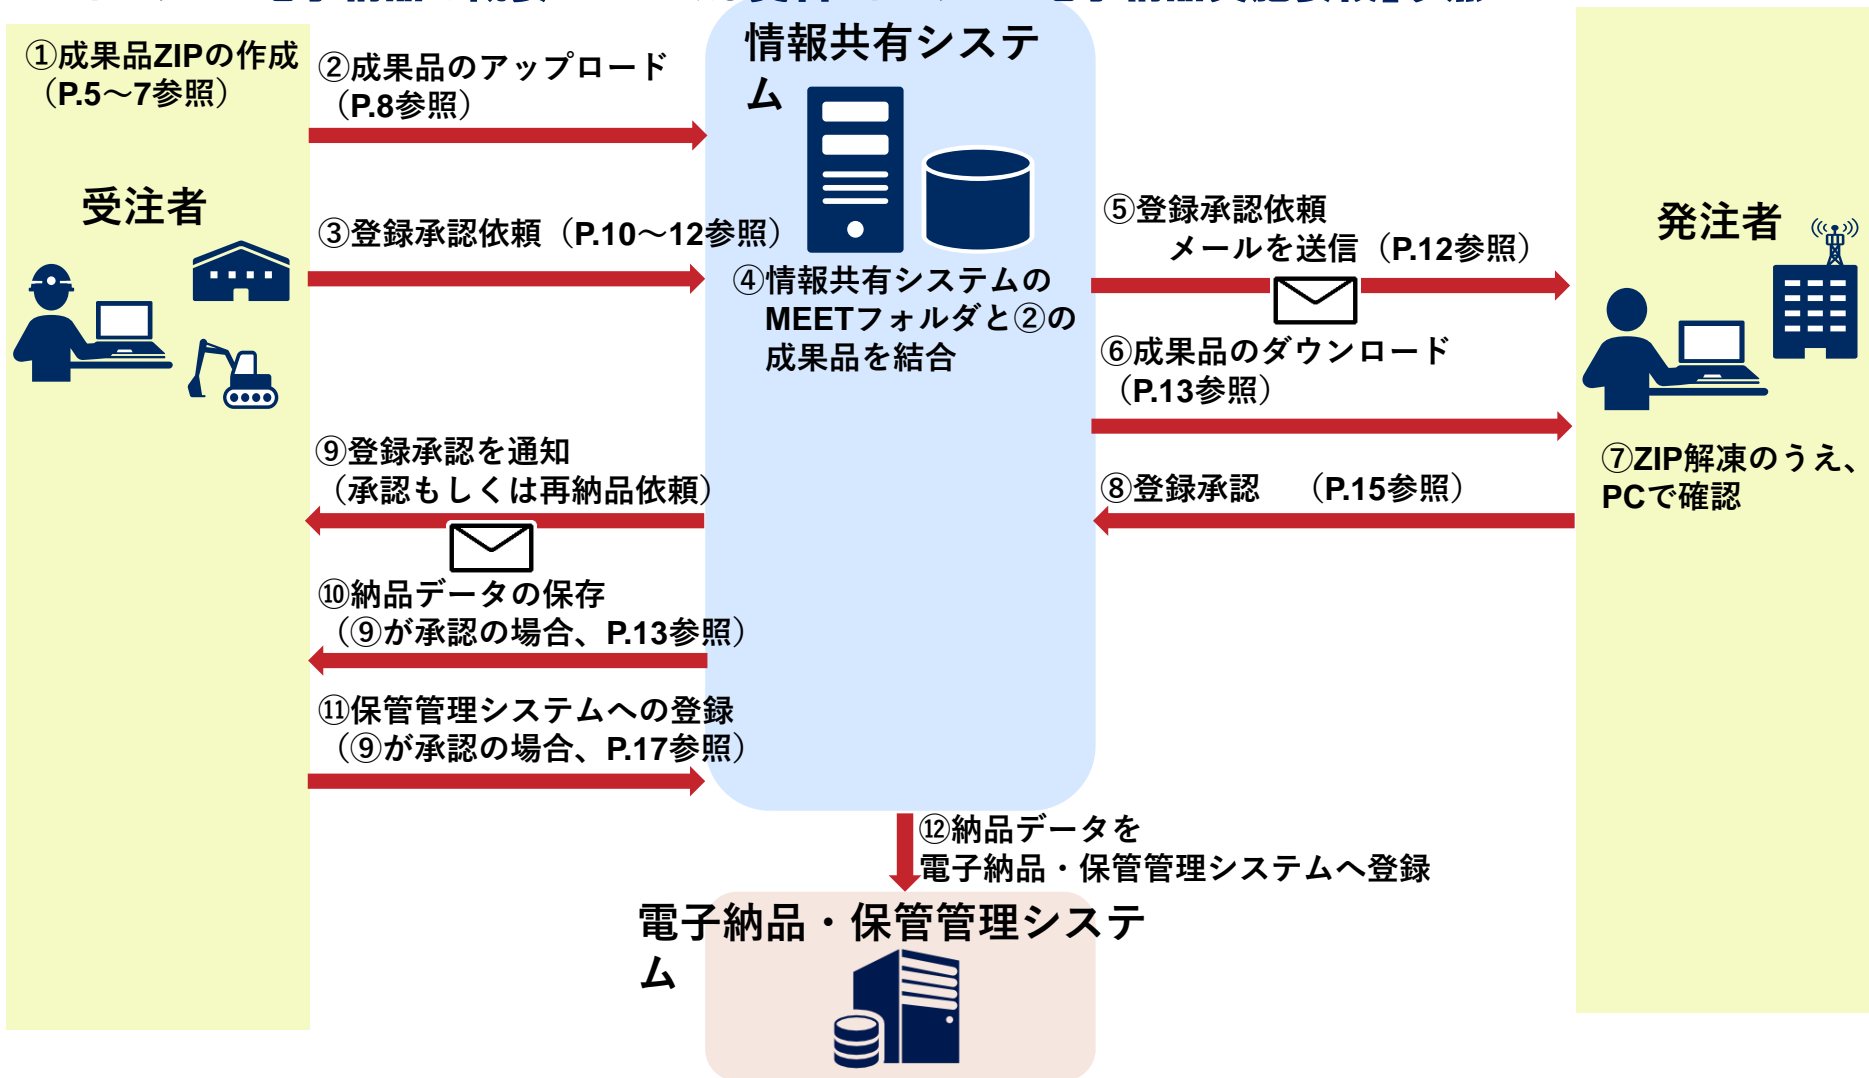 ①成果品ZIPの作成
（P.5～7参照）
②成果品のアップロード
（P.8参照）
情報共有システ
ム
受注者
③登録承認依頼（P.10～12参照）
④情報共有システムの
MEETフォルダと②の
成果品を結合
⑤登録承認依頼
メールを送信（P.12参照）
発注者
⑥成果品のダウンロード
（P.13参照）
⑦ZIP解凍のうえ、
PCで確認
⑧登録承認　（P.15参照）
⑨登録承認を通知
（承認もしくは再納品依頼）
⑩納品データの保存
（⑨が承認の場合、P.13参照）
⑪保管管理システムへの登録
（⑨が承認の場合、P.17参照）
⑫納品データを
電子納品・保管管理システムへ登録
電子納品・保管管理システ
ム